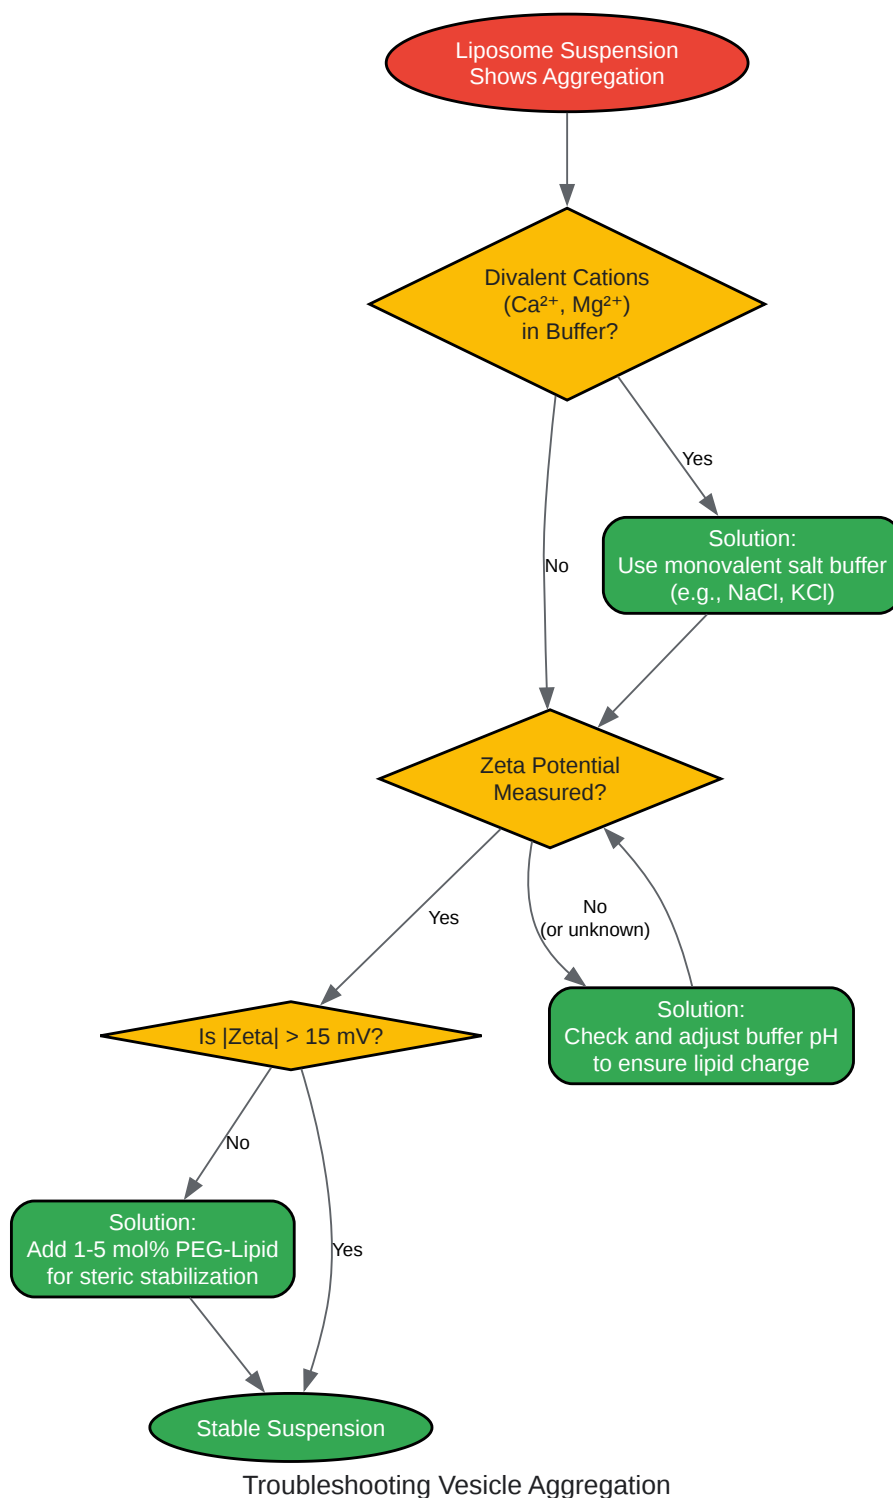 Liposome Suspension
Shows Aggregation
Divalent Cations
(Ca²⁺, Mg²⁺)
in Buffer?
Yes
Solution:
Use monovalent salt buffer
(e.g., NaCl, KCl)
No
Zeta Potential
Measured?
No
(or unknown)
Yes
Solution:
Check and adjust buffer pH
to ensure lipid charge
Is |Zeta| > 15 mV?
No
Solution:
Add 1-5 mol% PEG-Lipid
for steric stabilization
Yes
Stable Suspension
Troubleshooting Vesicle Aggregation